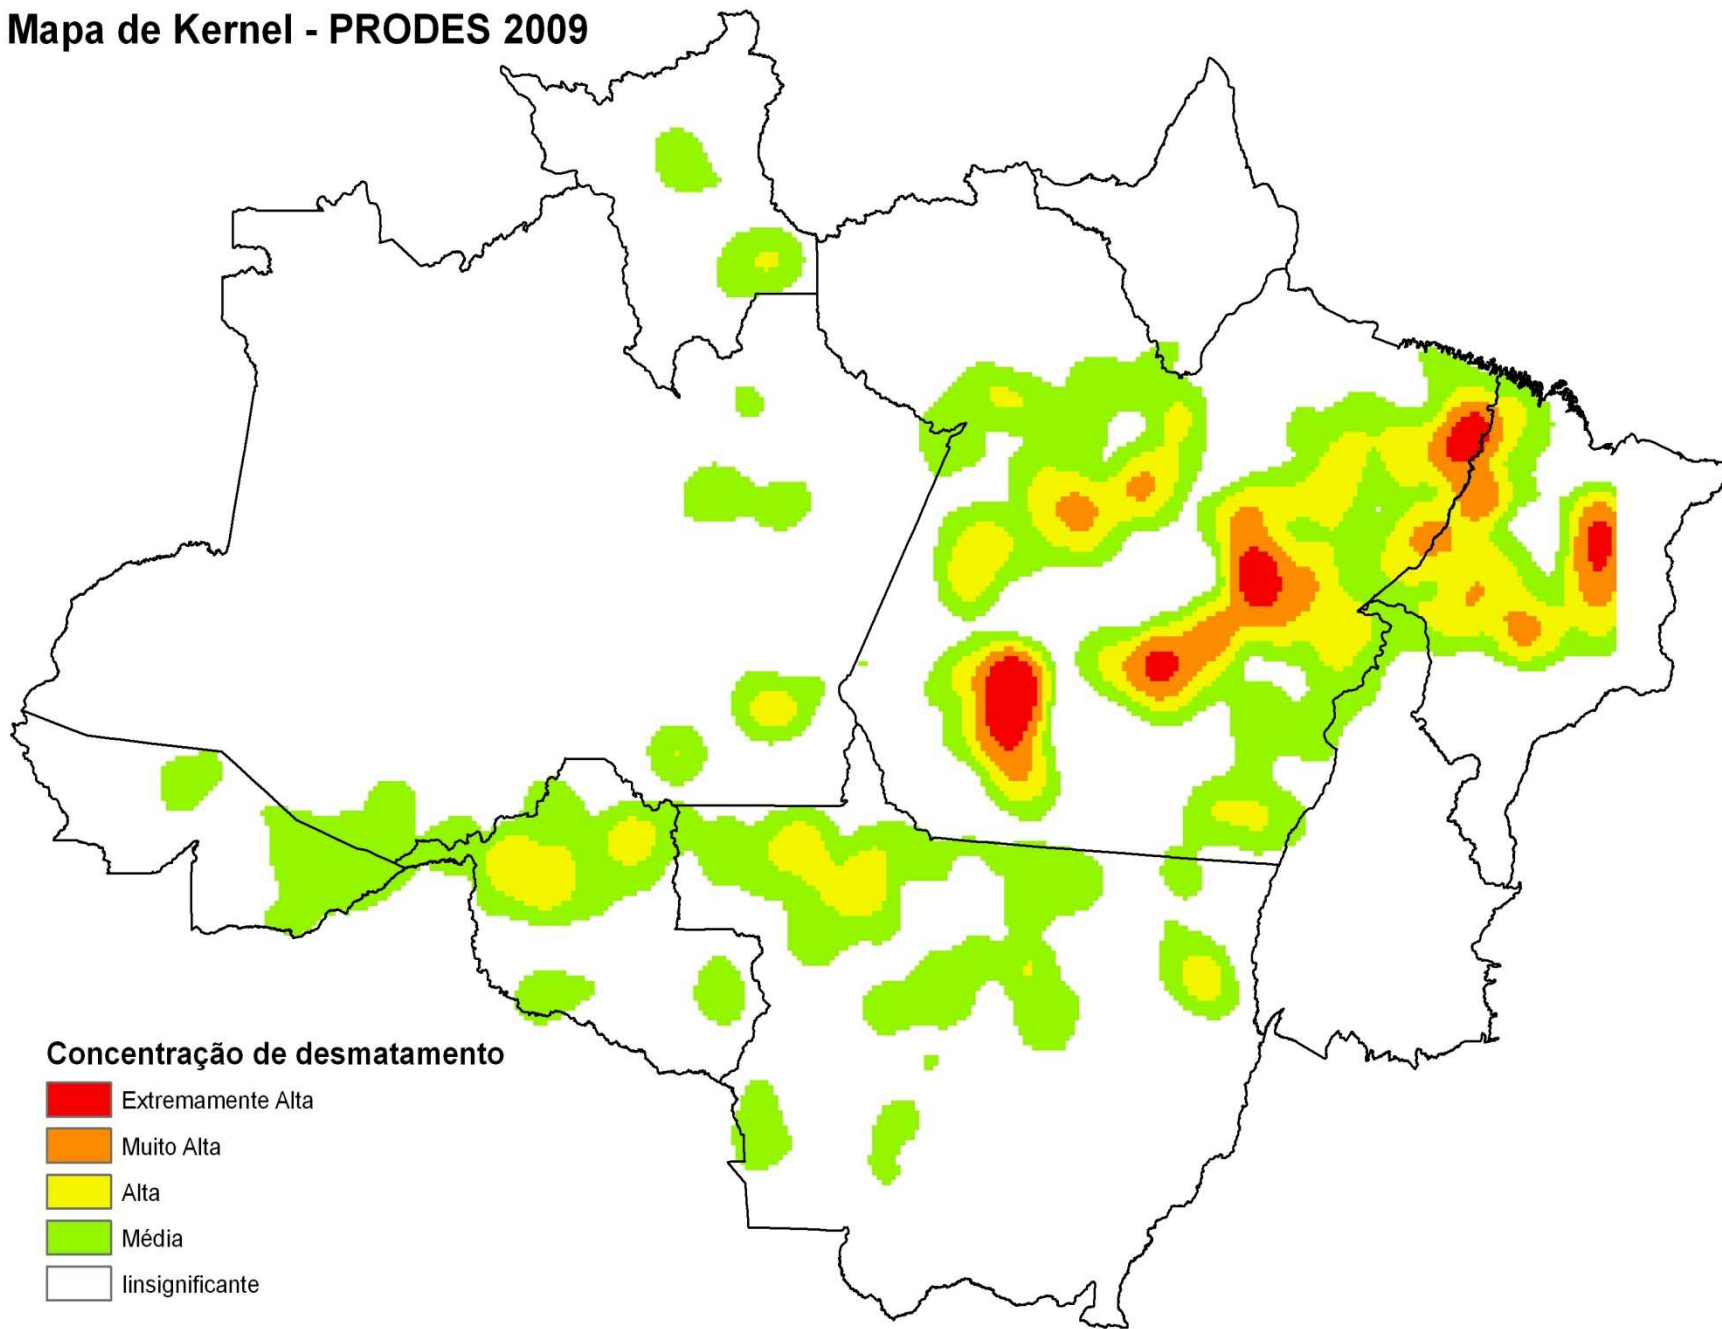 Mapa de Kernel - PRODES 2009
Concentração de desmatamento
Extremamente Alta
Muito Alta
Alta
Média
Iinsignificante